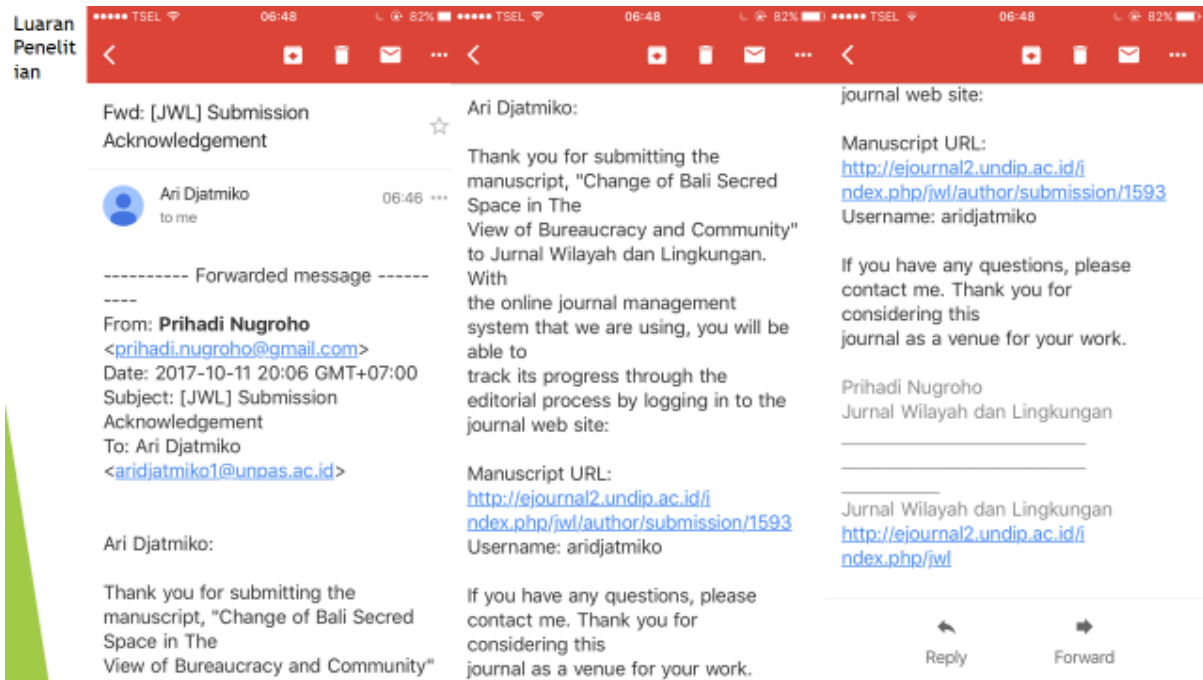 Luaran
Penelit
ian
TSEL
06:48
82%
Fwd: [JWL] Submission
Acknowledgement
Ari Djatmiko
06:46
to me
---------- Forwarded message ------
----
From: Prihadi Nugroho
<prihadi.nugroho@gmail.com>
Date: 2017-10-11 20:06 GMT+07:00
Subject: [JWL] Submission
Acknowledgement
To: Ari Djatmiko
<aridjatmiko1@unpas.ac.id>
Ari Djatmiko:
Thank you for submitting the
manuscript, "Change of Bali Secred
Space in The
View of Bureaucracy and Community"
TSEL
06:48
82%
Ari Djatmiko:
Thank you for submitting the
manuscript, "Change of Bali Secred
Space in The
View of Bureaucracy and Community"
to Jurnal Wilayah dan Lingkungan.
With
the online journal management
system that we are using, you will be
able to
track its progress through the
editorial process by logging in to the
journal web site:
Manuscript URL:
http://ejournal2.undip.ac.id/i
ndex.php/jwl/author/submission/1593
Username: aridjatmiko
If you have any questions, please
contact me. Thank you for
considering this
journal as a venue for your work.
TSEL
06:48
82%
journal web site:
Manuscript URL:
http://ejournal2.undip.ac.id/i
ndex.php/jwl/author/submission/1593
Username: aridjatmiko
If you have any questions, please
contact me. Thank you for
considering this
journal as a venue for your work.
Prihadi Nugroho
Jurnal Wilayah dan Lingkungan
Jurnal Wilayah dan Lingkungan
http://ejournal2.undip.ac.id/i
ndex.php/jwl
Reply
Forward